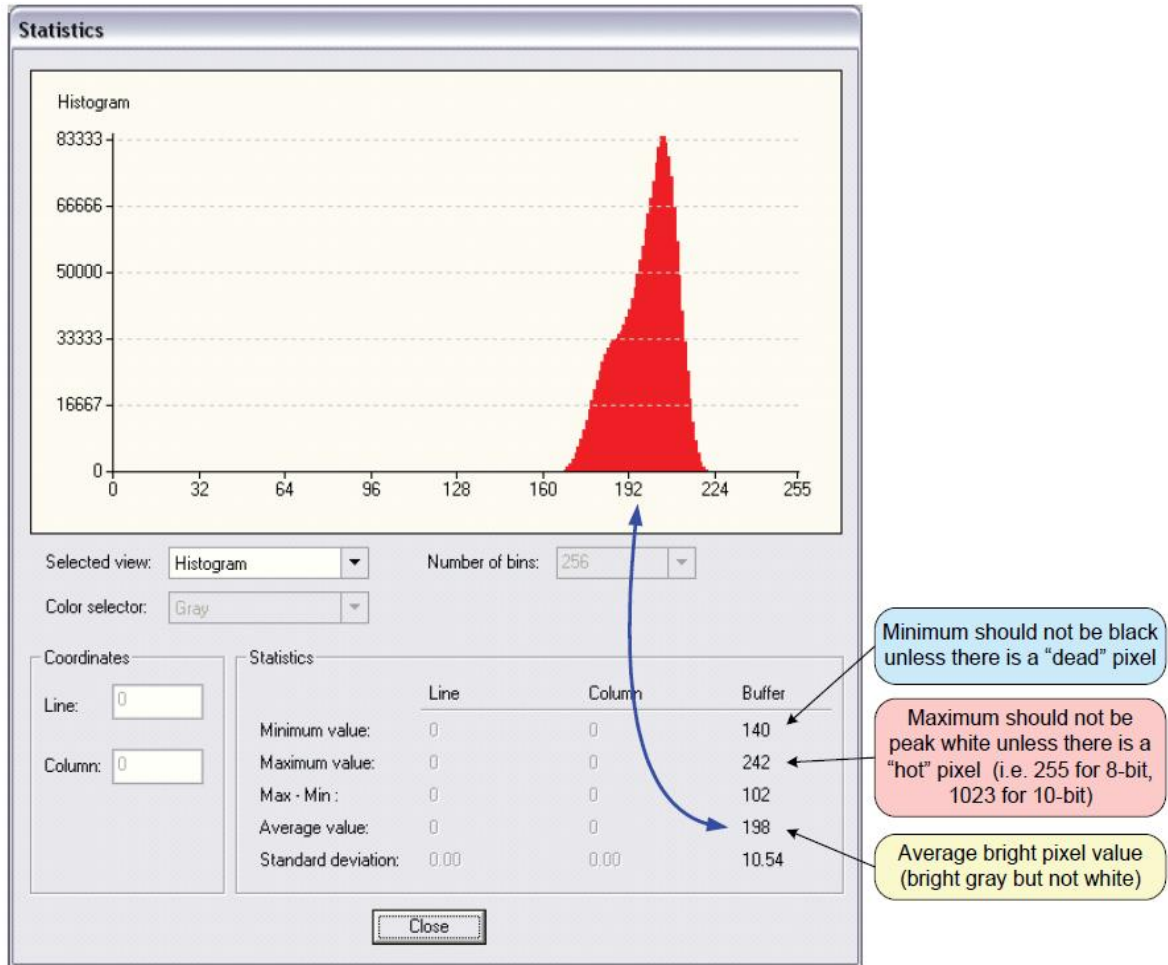 Statistics
Histogram
83333
66666
50000
33333
16667
0
0 32 64 96 128 160 192 224 255
Selected view: Histogram Number of bins: 256
Color selector: Gray
Coordinates
Line: 0
Column: 0
Statistics
Line Column Buffer
Minimum value: 0 0 140
Maximum value: 0 0 242
Max - Min : 0 0 102
Average value: 0 0 198
Standard deviation: 0.00 0.00 10.54
Close
Minimum should not be black
unless there is a “dead” pixel
Maximum should not be
peak white unless there is a
“hot” pixel (i.e. 255 for 8-bit,
1023 for 10-bit)
Average bright pixel value
(bright gray but not white)